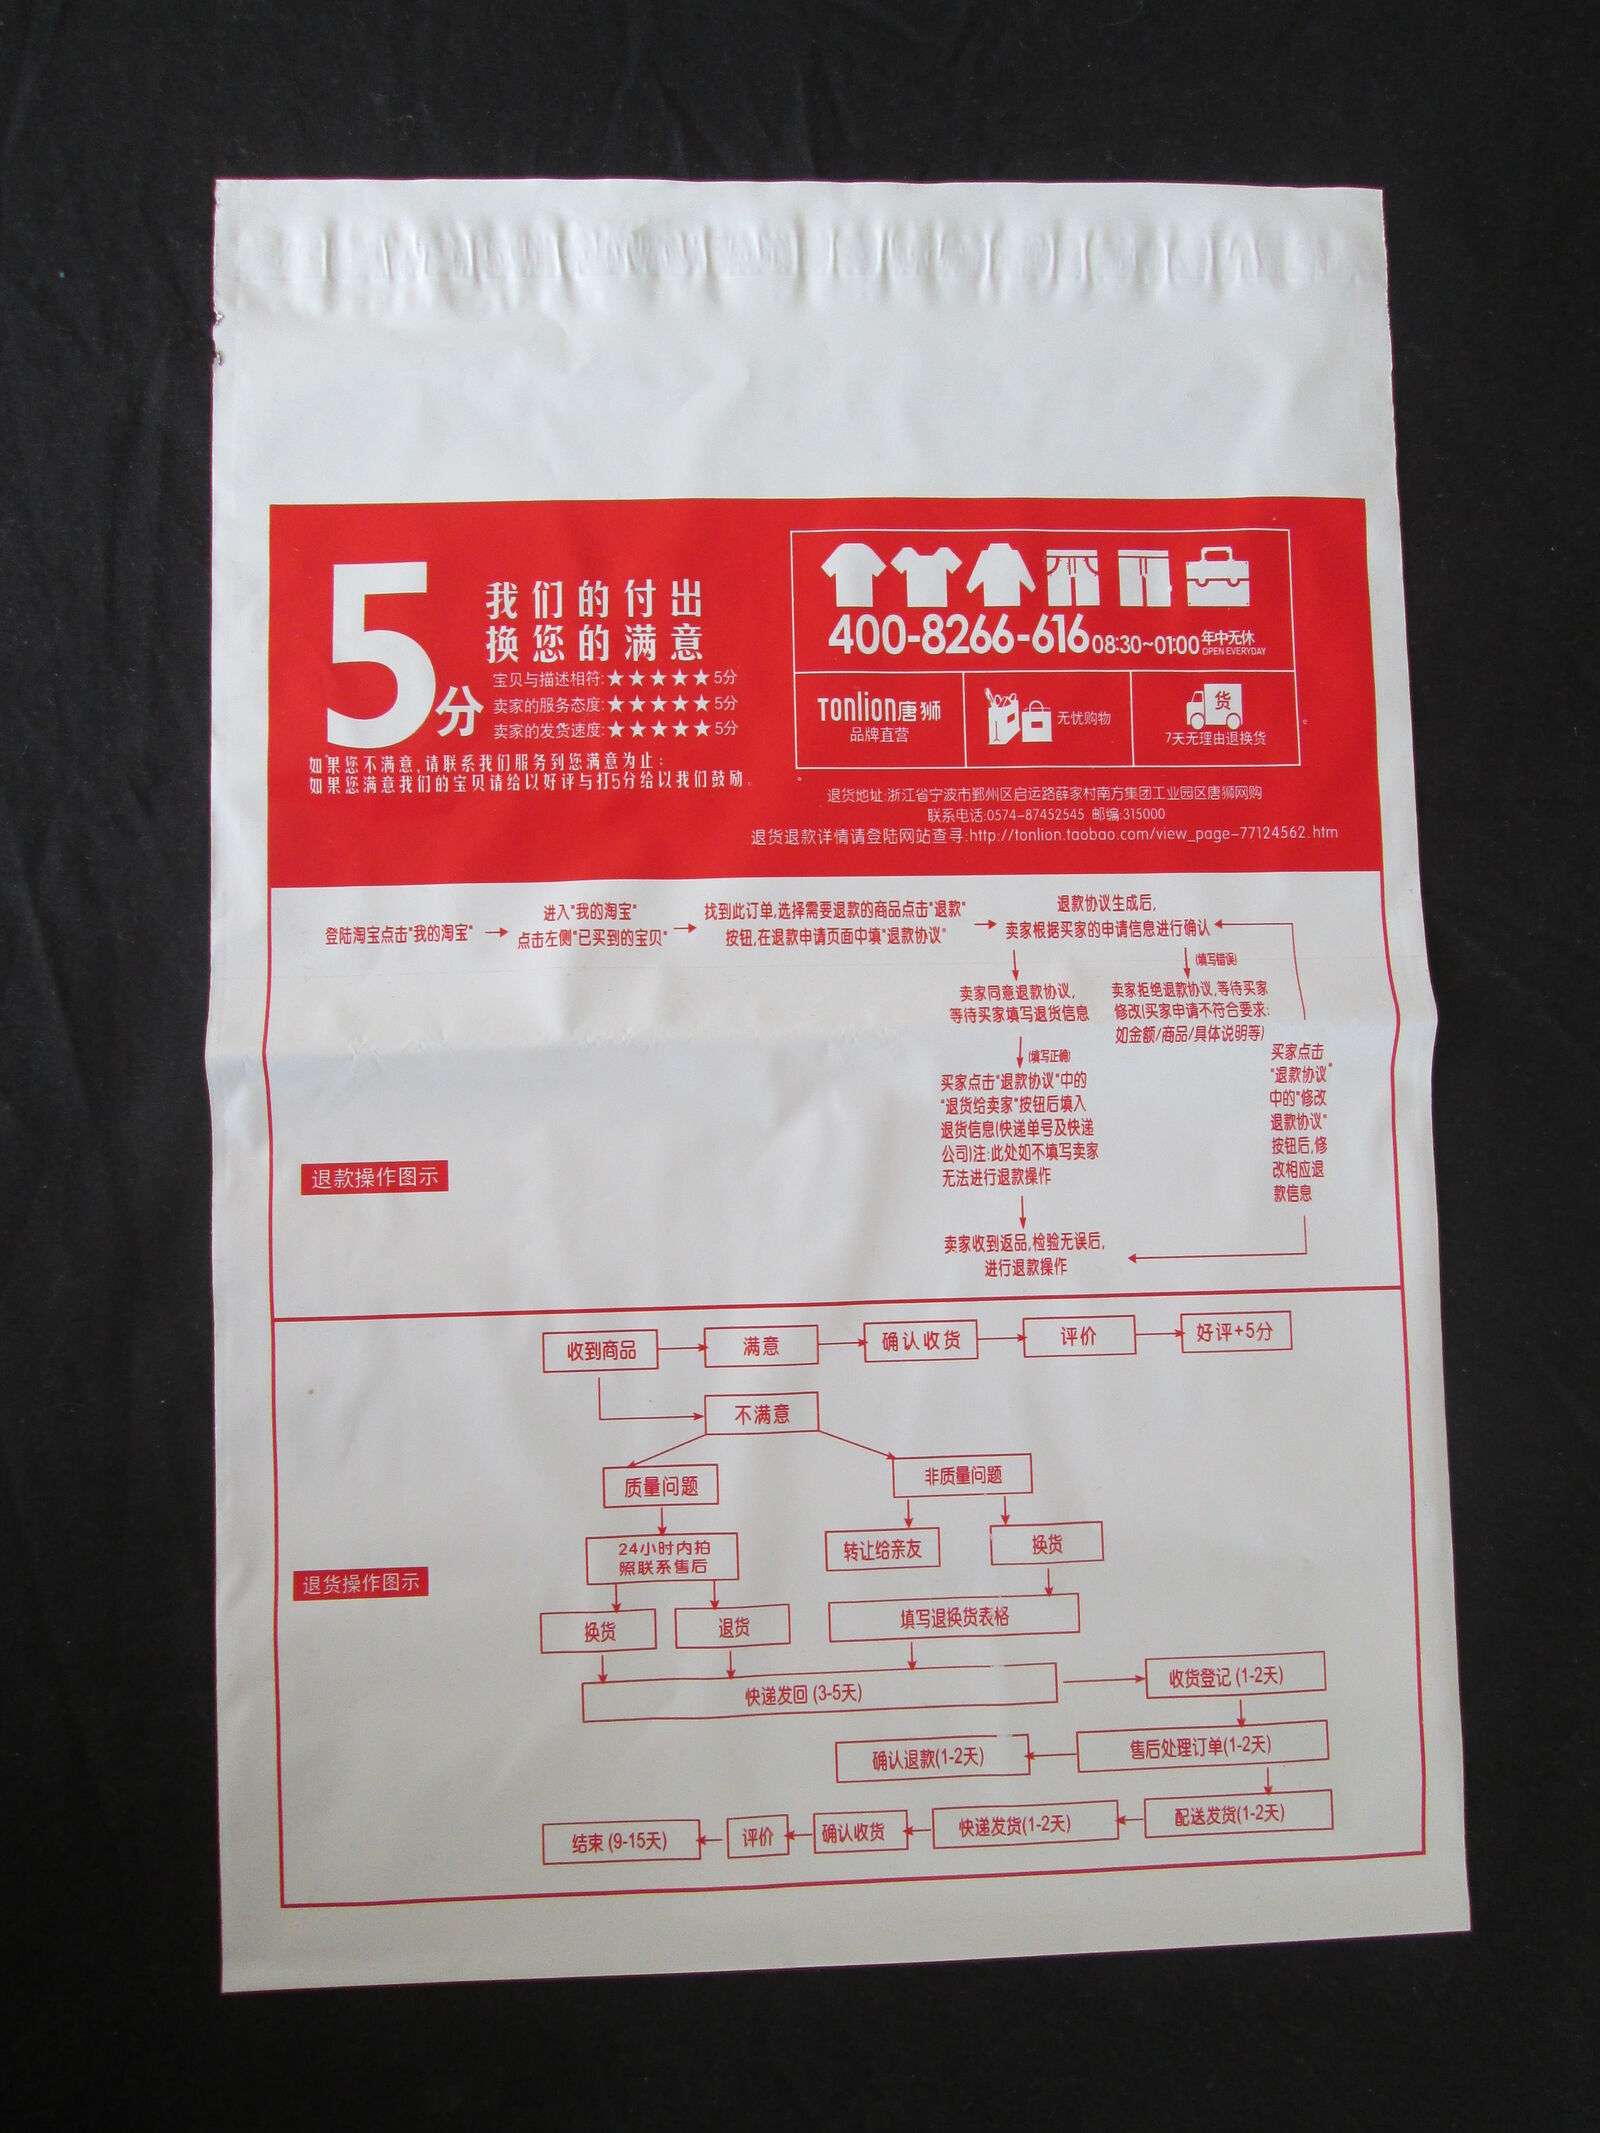 5分
我们的付出
换您的满意
宝贝与描述相符:★★★★★5分
卖家的服务态度:★★★★★5分
卖家的发货速度:★★★★★5分
如果您不满意,请联系我们服务到您满意为止;
如果您满意我们的宝贝请给以好评与打5分给以我们鼓励。
400-8266-616 08:30~01:00 年中无休
OPEN EVERYDAY
Tonlion唐狮
品牌直营
无忧购物
货
7天无理由退换货
退货地址:浙江省宁波市鄞州区启运路薛家村南方集团工业园区唐狮网购
联系电话:0574-87452545 邮编:315000
退货退款详情请登陆网站查寻:http://tonlion.taobao.com/view_page-77124562.htm
登陆淘宝点击"我的淘宝"
进入"我的淘宝"
点击左侧"已买到的宝贝"
找到此订单,选择需要退款的商品点击"退款"
按钮,在退款申请页面中填"退款协议"
退款协议生成后,
卖家根据买家的申请信息进行确认
(填写错误)
卖家同意退款协议,
等待买家填写退货信息
卖家拒绝退款协议,等待买家
修改(买家申请不符合要求:
如金额/商品/具体说明等)
(填写正确)
买家点击"退款协议"中的
"退货给卖家"按钮后填入
退货信息(快递单号及快递
公司)注:此处如不填写卖家
无法进行退款操作
买家点击
"退款协议"
中的"修改
退款协议"
按钮后,修
改相应退
款信息
退款操作图示
卖家收到返品,检验无误后,
进行退款操作
收到商品
满意
确认收货
评价
好评+5分
不满意
质量问题
非质量问题
24小时内拍
照联系售后
转让给亲友
换货
退货操作图示
换货
退货
填写退换货表格
快递发回 (3-5天)
收货登记 (1-2天)
确认退款(1-2天)
售后处理订单(1-2天)
结束 (9-15天)
评价
确认收货
快递发货(1-2天)
配送发货(1-2天)